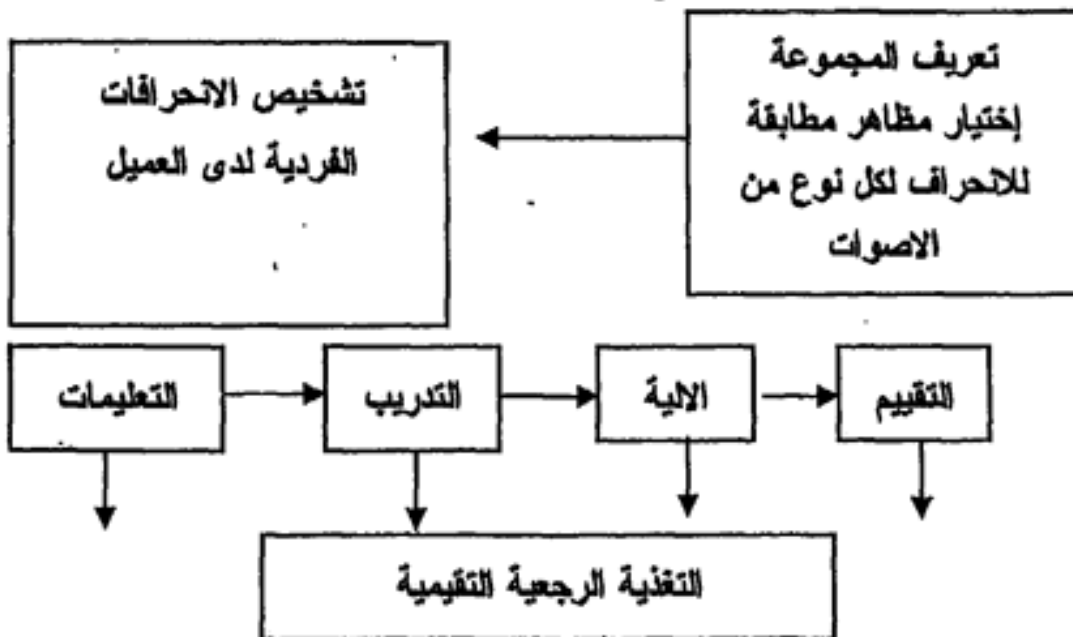 تعريف المجموعة
إختيار مظاهر مطابقة
للانحراف لكل نوع من
الاصوات
تشخيص الانحرافات
الفردية لدى العميل
التعليمات
التدريب
الالية
التقييم
التغذية الرجعية التقيمية